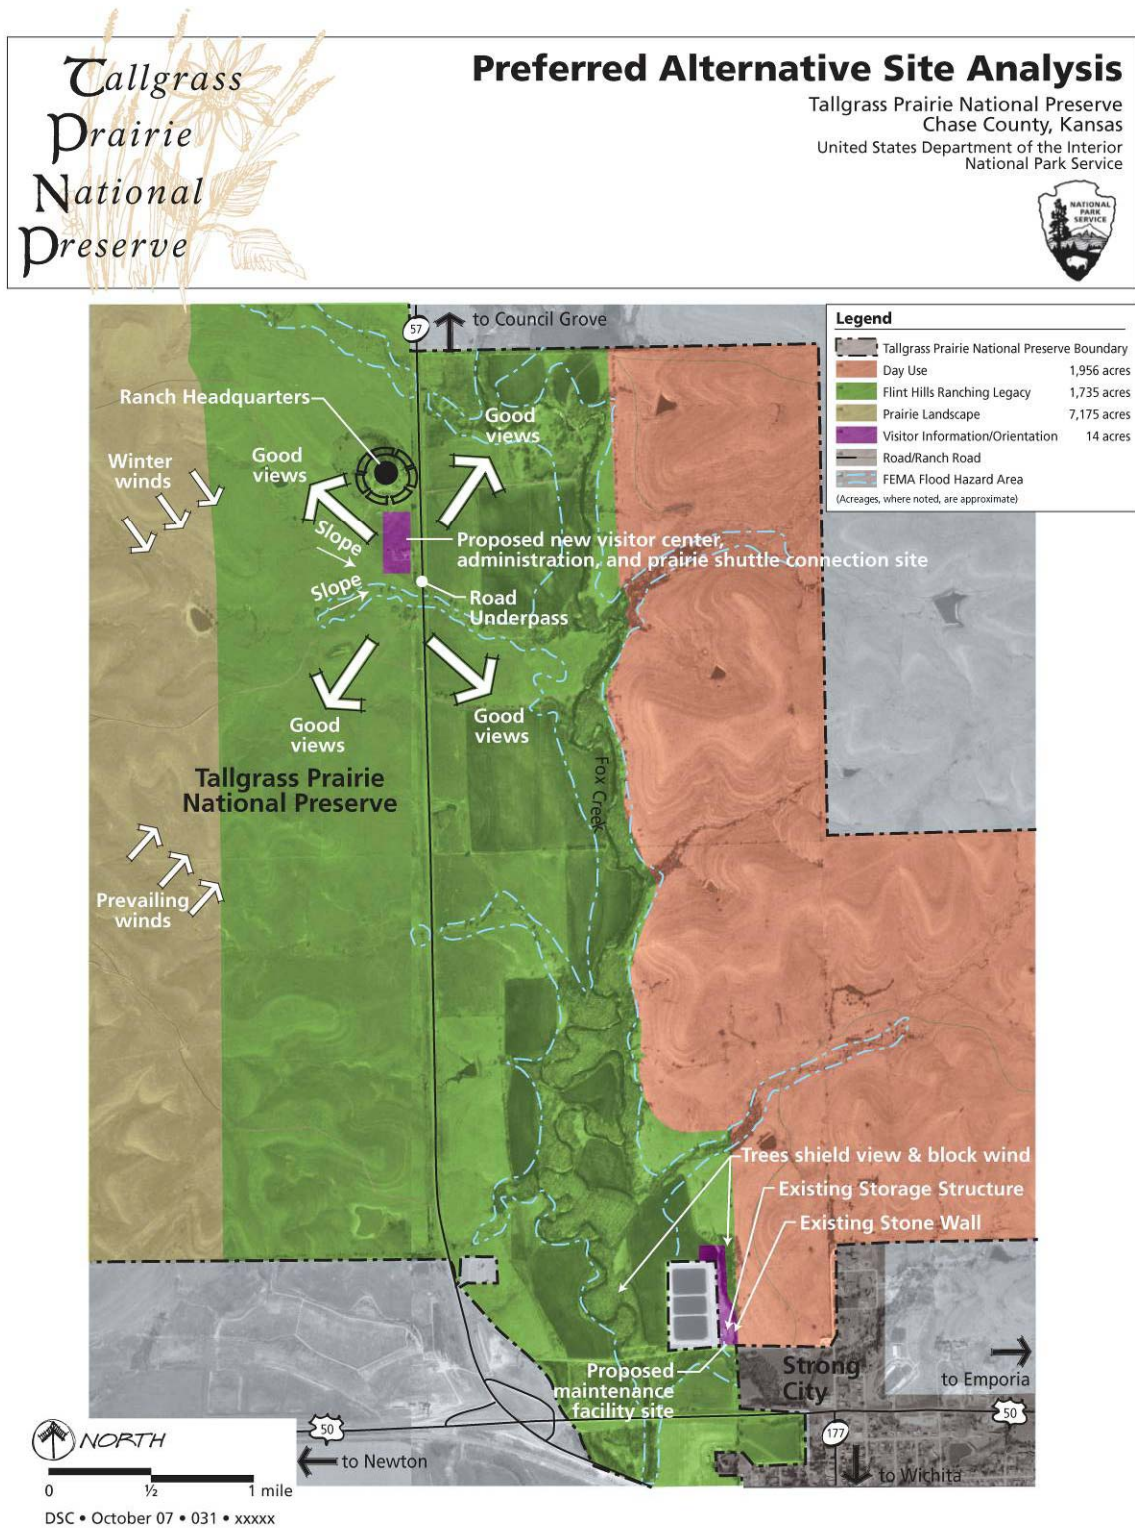 Tallgrass
Prairie
National
Preserve
Preferred Alternative Site Analysis
Tallgrass Prairie National Preserve
Chase County, Kansas
United States Department of the Interior
National Park Service
NATIONAL
PARK
SERVICE
57
to Council Grove
Legend
Tallgrass Prairie National Preserve Boundary
Day Use 1,956 acres
Flint Hills Ranching Legacy 1,735 acres
Prairie Landscape 7,175 acres
Visitor Information/Orientation 14 acres
Road/Ranch Road
FEMA Flood Hazard Area
(Acreages, where noted, are approximate)
Ranch Headquarters
Good
views
Good
views
Winter
winds
Slope
Slope
Proposed new visitor center,
administration, and prairie shuttle connection site
Road
Underpass
Good
views
Good
views
Tallgrass Prairie
National Preserve
Fox Creek
Prevailing
winds
Trees shield view & block wind
Existing Storage Structure
Existing Stone Wall
Proposed
maintenance
facility site
Strong
City
to Emporia
50
50
177
to Newton
to Wichita
NORTH
0 ½ 1 mile
DSC • October 07 • 031 • xxxxx